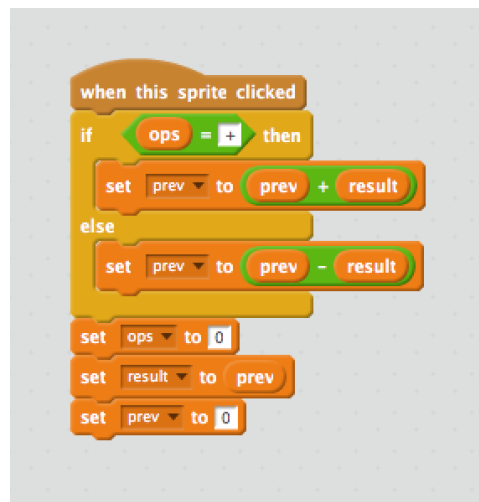 when this sprite clicked
if ops = + then
set prev to prev + result
else
set prev to prev - result
set ops to 0
set result to prev
set prev to 0